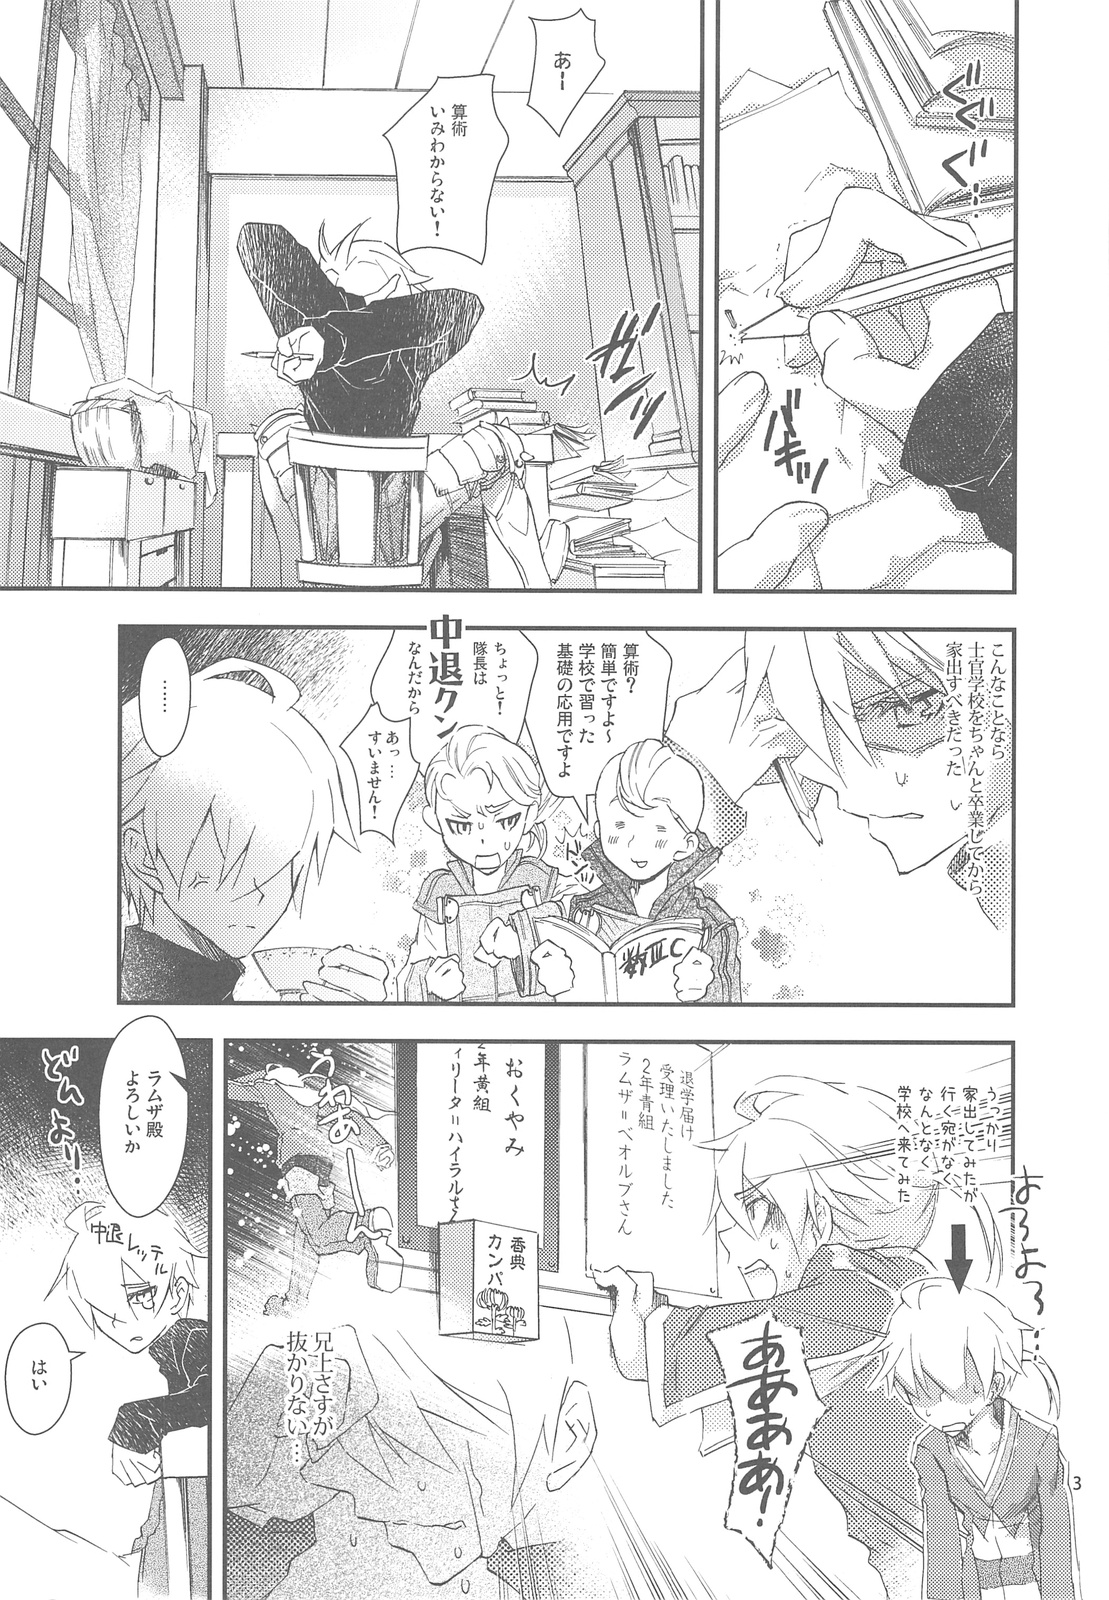 ぐぐぐ…
バキッ
あー
算術
いみわからない！
ガタガタッ
こんなことなら
士官学校をちゃんと卒業してから
家出すべきだった
算術？
簡単ですよ～
学校で習った
基礎の応用ですよ
数ⅢC
ドンッ
ちょっと！
隊長は
中退クン
なんだから
あっ…
すいません！
………
うっかり
家出してみたが
行く宛がなく
なんとなく
学校へ来てみた
およよ…
退学届け
受理いたしました
2年青組
ラムザ＝ベオルブさん
ああああー！
おくやみ
2年黄組
ィリータ＝ハイラルさん
香典
カンパ
うわあ
兄上さすが
抜かりない…
どんより…
ラムザ殿
よろしいか
中退レッテル
はい
3